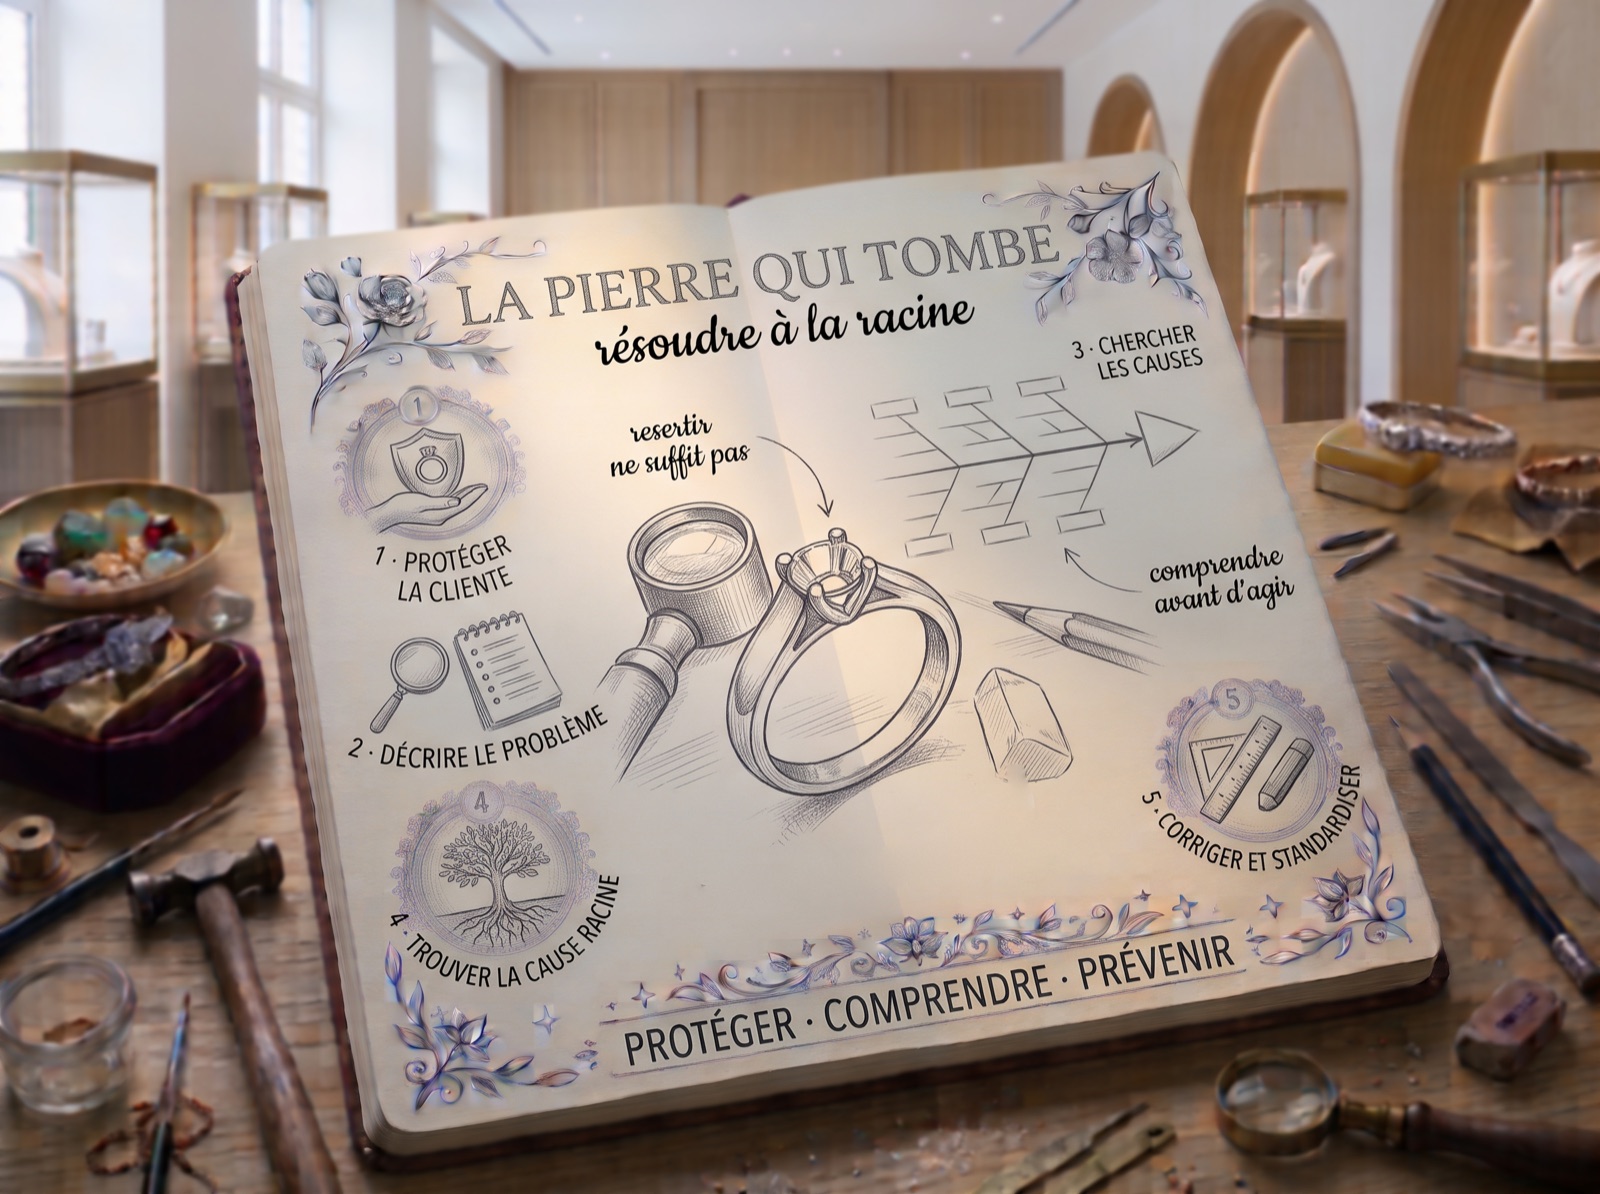 LA PIERRE QUI TOMBE
résoudre à la racine
1
1 · PROTÉGER
LA CLIENTE
2 · DÉCRIRE LE PROBLÈME
resertir
ne suffit pas
3 · CHERCHER
LES CAUSES
comprendre
avant d'agir
4
4 · TROUVER LA CAUSE RACINE
5
5 · CORRIGER ET STANDARDISER
PROTÉGER · COMPRENDRE · PRÉVENIR